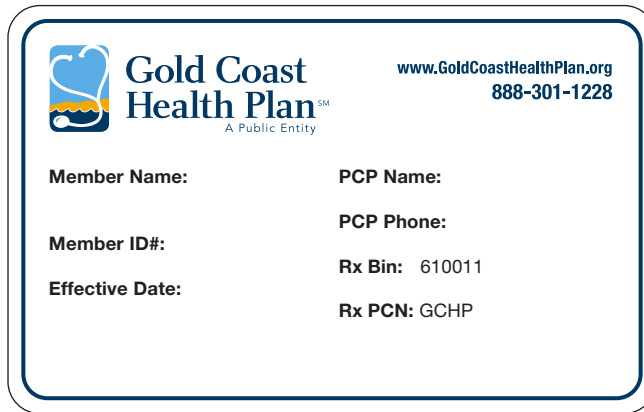 Gold Coast
Health Plan℠
A Public Entity
www.GoldCoastHealthPlan.org
888-301-1228
Member Name:
Member ID#:
Effective Date:
PCP Name:
PCP Phone:
Rx Bin: 610011
Rx PCN: GCHP